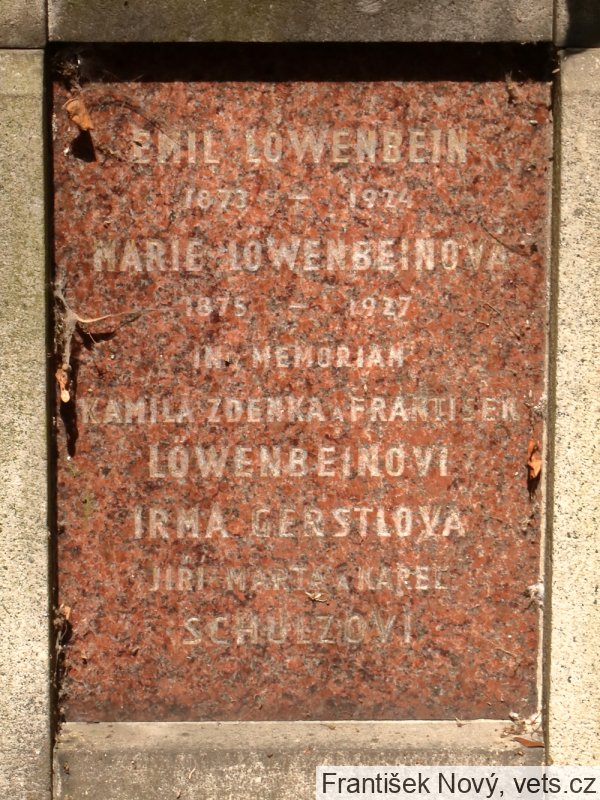 EMIL LÖWENBEIN
1873 – 1924
MARIE LÖWENBEINOVÁ
1875 – 1927
IN MEMORIAN
KAMILA ZDENKA A FRANTIŠEK
LÖWENBEINOVI
IRMA GERSTLOVÁ
JIŘÍ MARTA A KAREL
SCHULZOVI
František Nový, vets.cz